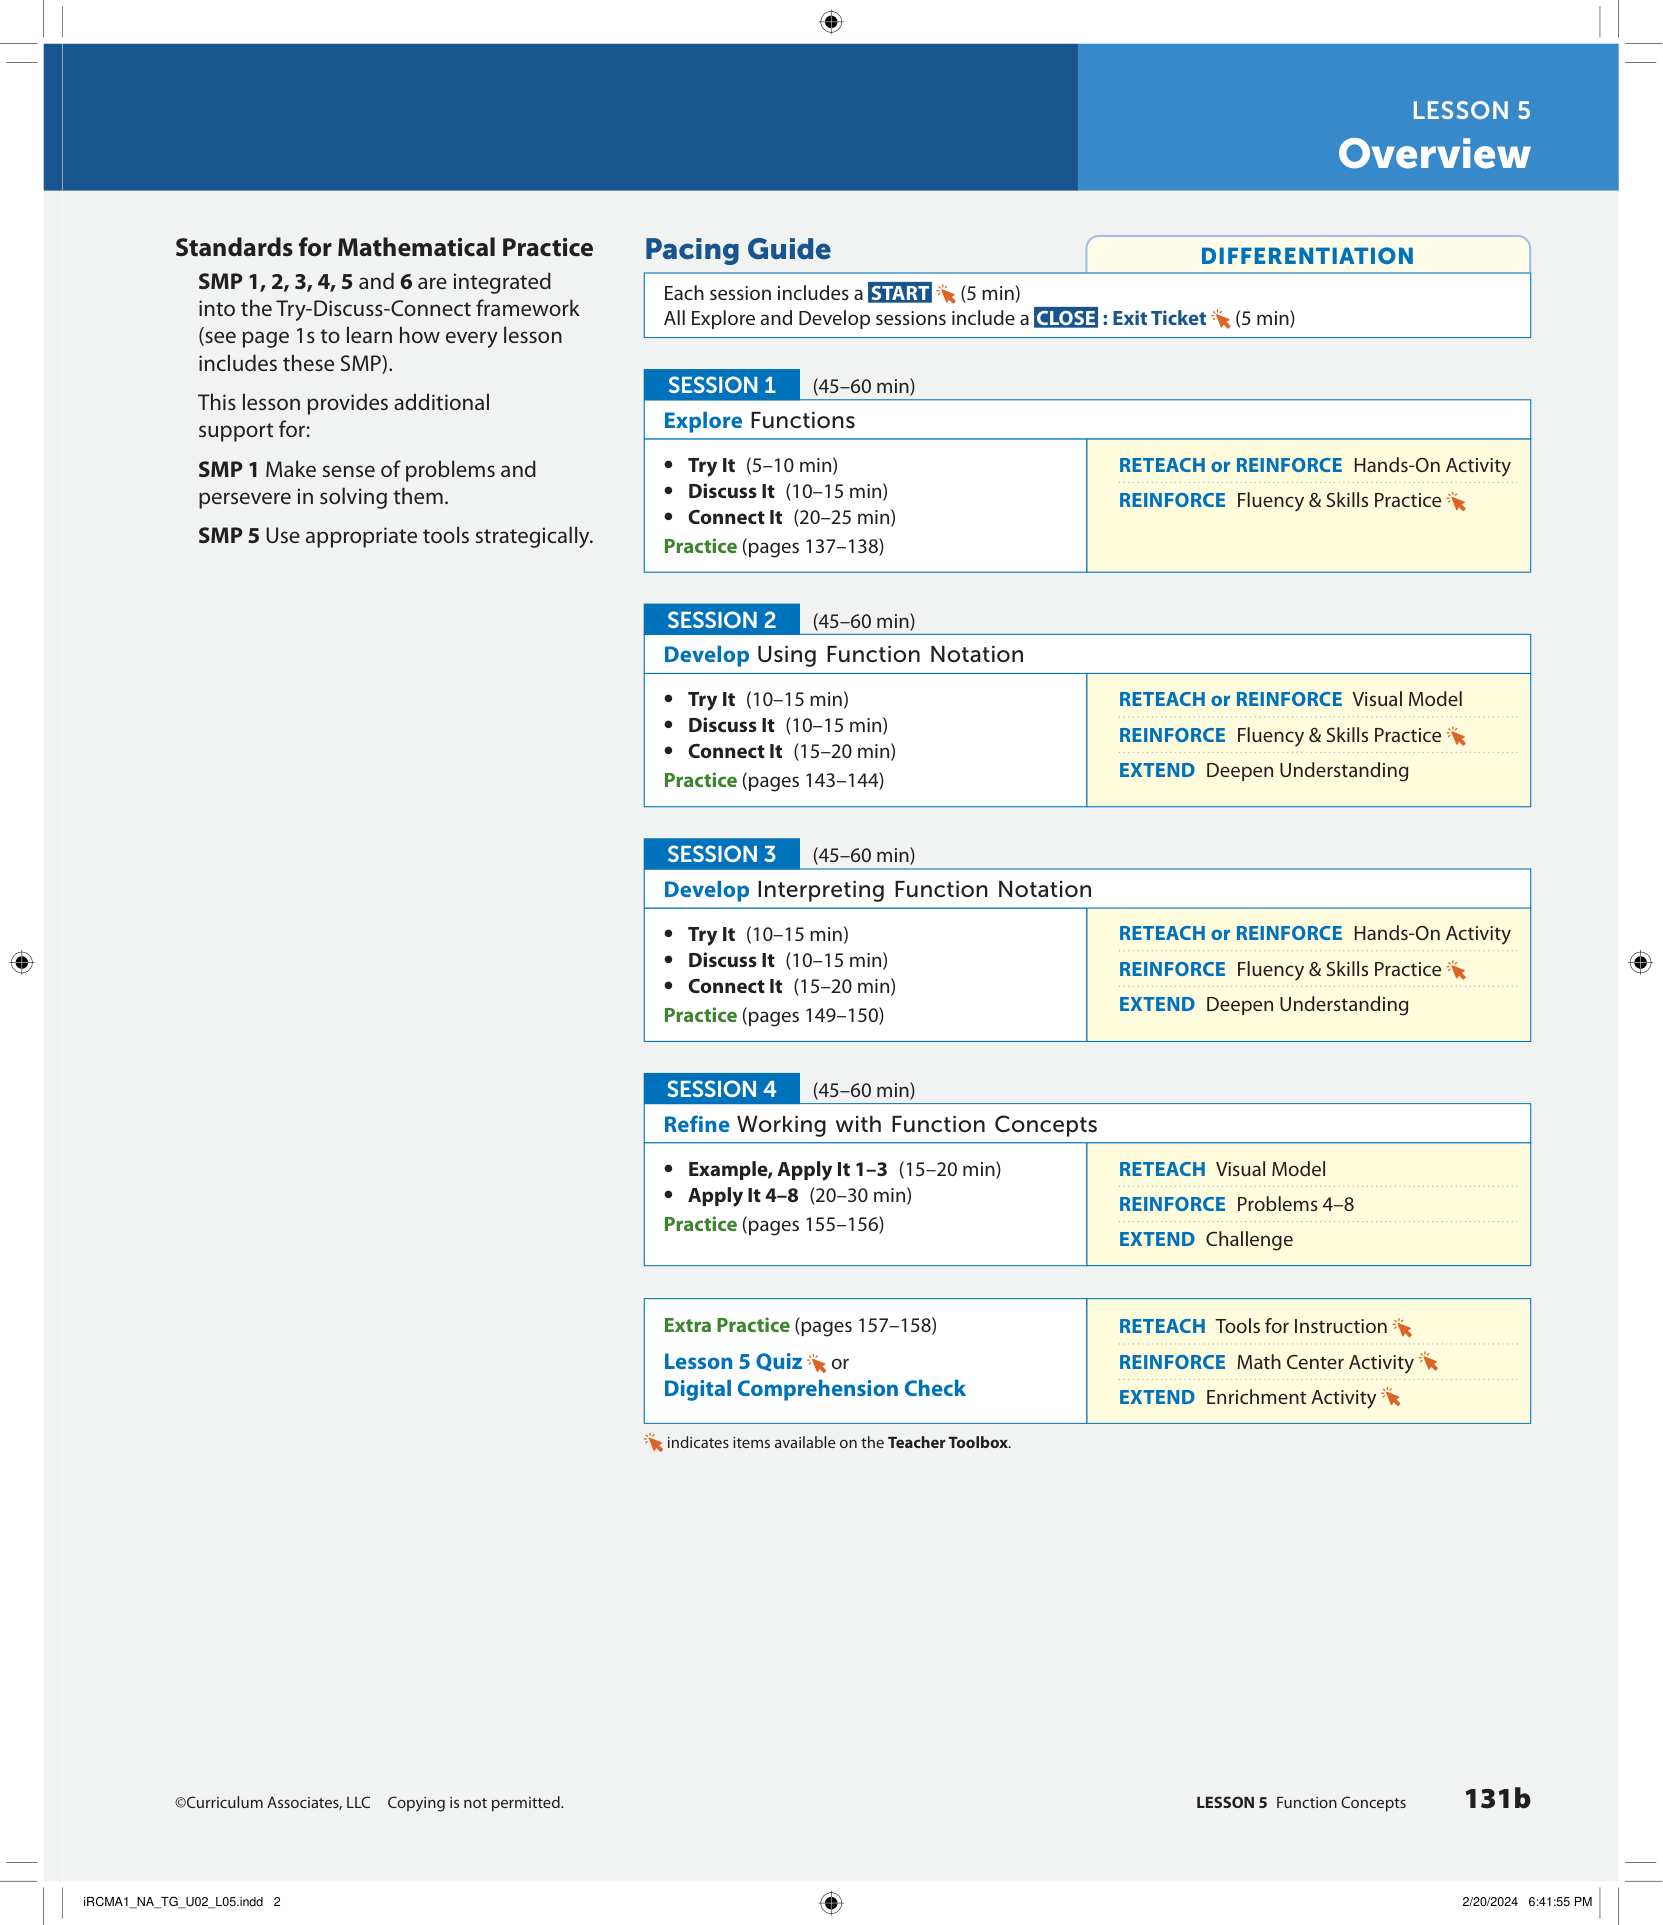 LESSON 5
Overview
Standards for Mathematical Practice
SMP 1, 2, 3, 4, 5 and 6 are integrated
into the Try-Discuss-Connect framework
(see page 1s to learn how every lesson
includes these SMP).
This lesson provides additional
support for:
SMP 1 Make sense of problems and
persevere in solving them.
SMP 5 Use appropriate tools strategically.
Pacing Guide
DIFFERENTIATION
Each session includes a START (5 min)
All Explore and Develop sessions include a CLOSE : Exit Ticket (5 min)
SESSION 1 (45–60 min)
Explore Functions
• Try It (5–10 min)
• Discuss It (10–15 min)
• Connect It (20–25 min)
Practice (pages 137–138)
RETEACH or REINFORCE Hands-On Activity
REINFORCE Fluency & Skills Practice
SESSION 2 (45–60 min)
Develop Using Function Notation
• Try It (10–15 min)
• Discuss It (10–15 min)
• Connect It (15–20 min)
Practice (pages 143–144)
RETEACH or REINFORCE Visual Model
REINFORCE Fluency & Skills Practice
EXTEND Deepen Understanding
SESSION 3 (45–60 min)
Develop Interpreting Function Notation
• Try It (10–15 min)
• Discuss It (10–15 min)
• Connect It (15–20 min)
Practice (pages 149–150)
RETEACH or REINFORCE Hands-On Activity
REINFORCE Fluency & Skills Practice
EXTEND Deepen Understanding
SESSION 4 (45–60 min)
Refine Working with Function Concepts
• Example, Apply It 1–3 (15–20 min)
• Apply It 4–8 (20–30 min)
Practice (pages 155–156)
RETEACH Visual Model
REINFORCE Problems 4–8
EXTEND Challenge
Extra Practice (pages 157–158)
Lesson 5 Quiz or
Digital Comprehension Check
RETEACH Tools for Instruction
REINFORCE Math Center Activity
EXTEND Enrichment Activity
indicates items available on the Teacher Toolbox.
©Curriculum Associates, LLC Copying is not permitted.
LESSON 5 Function Concepts 131b
iRCMA1_NA_TG_U02_L05.indd 2
2/20/2024 6:41:55 PM